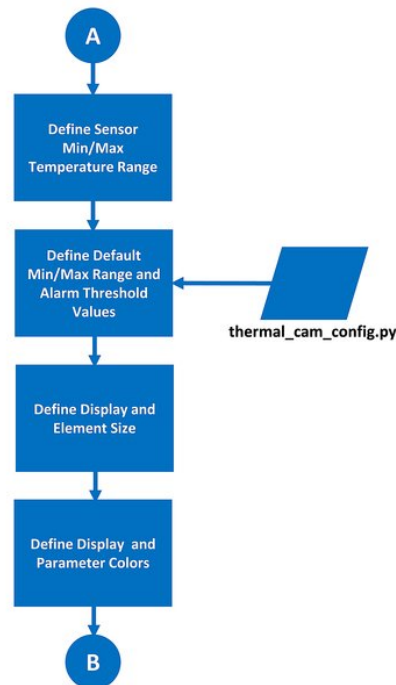 A
Define Sensor
Min/Max
Temperature Range
Define Default
Min/Max Range and
Alarm Threshold
Values
thermal_cam_config.py
Define Display and
Element Size
Define Display and
Parameter Colors
B